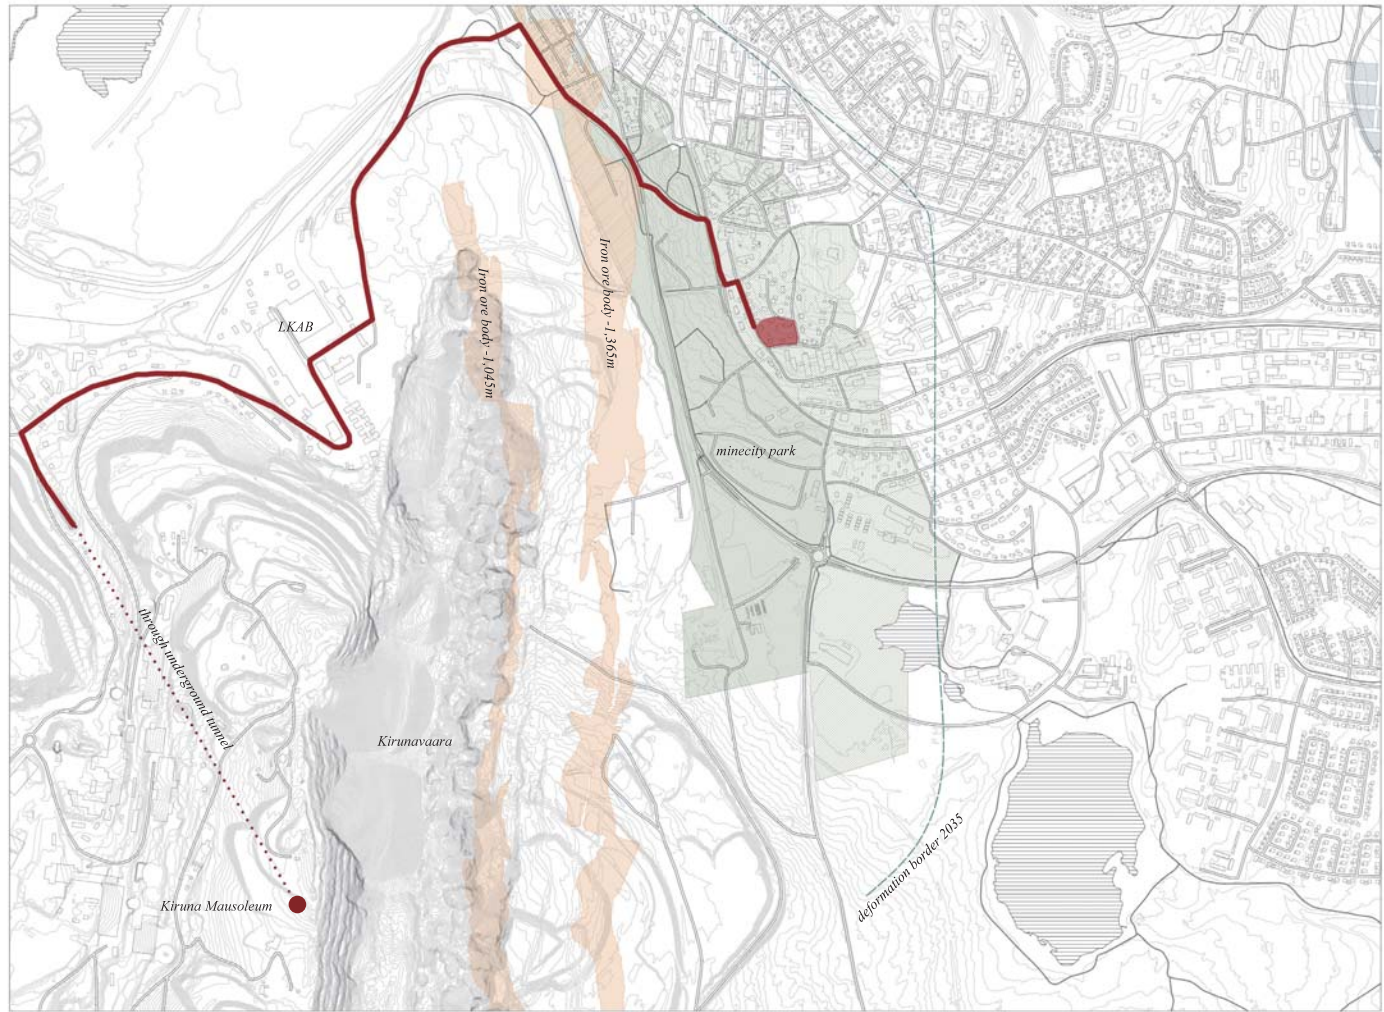 Iron ore body -1,365m
Iron ore body -1,045m
LKAB
minecity park
through underground tunnel
Kirunavaara
deformation border 2035
Kiruna Mausoleum